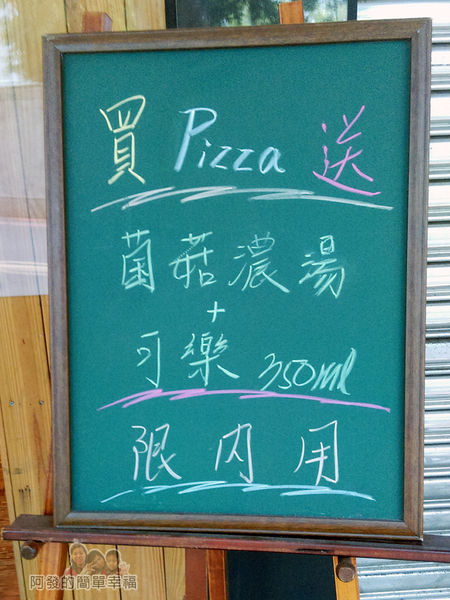 買 Pizza 送
菌菇濃湯
+
可樂 350ml
限內用
阿發的簡單幸福